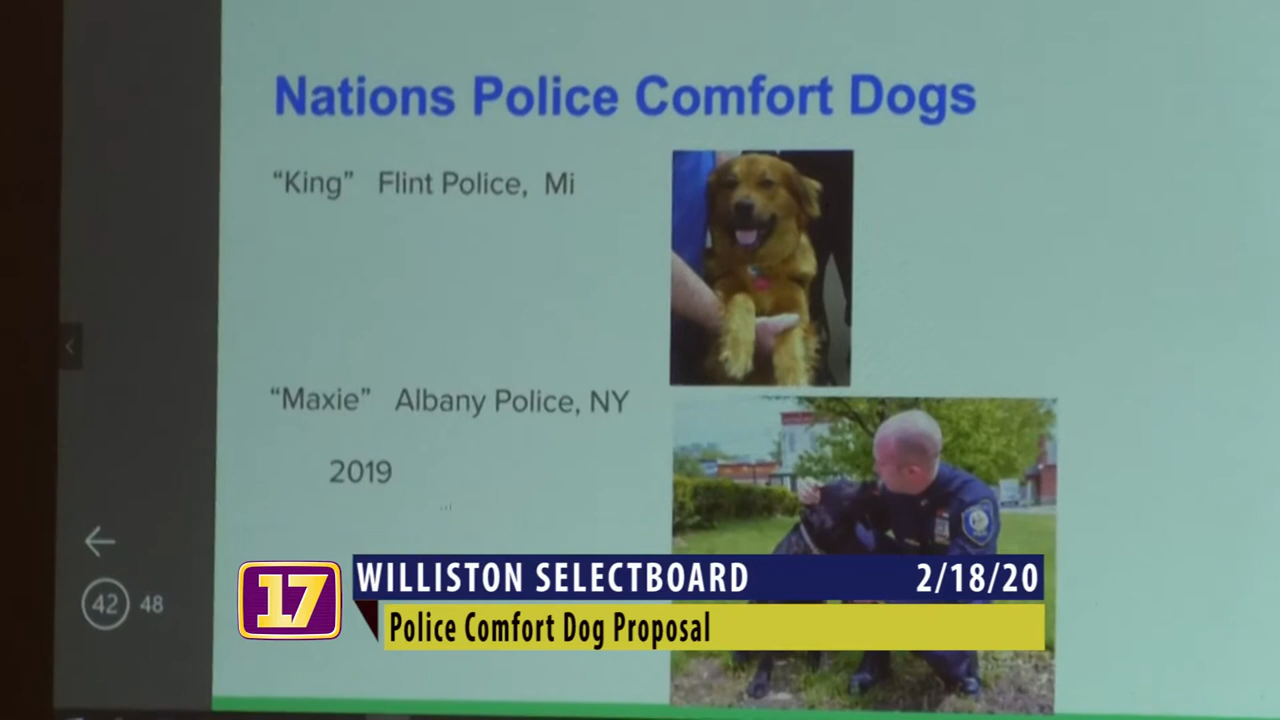 Nations Police Comfort Dogs
“King” Flint Police, Mi
“Maxie” Albany Police, NY
2019
42 48
17
WILLISTON SELECTBOARD 2/18/20
Police Comfort Dog Proposal